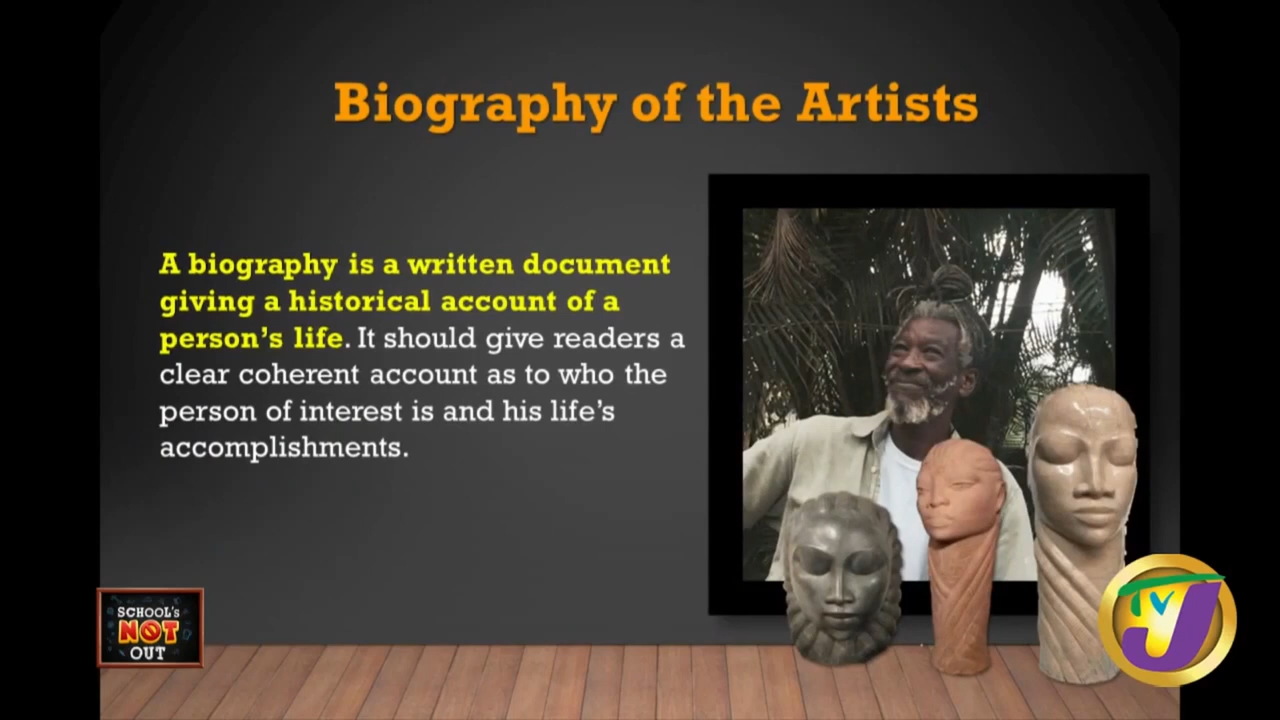 Biography of the Artists
A biography is a written document
giving a historical account of a
person's life. It should give readers a
clear coherent account as to who the
person of interest is and his life's
accomplishments.
SCHOOL's
NOT
OUT
TVJ